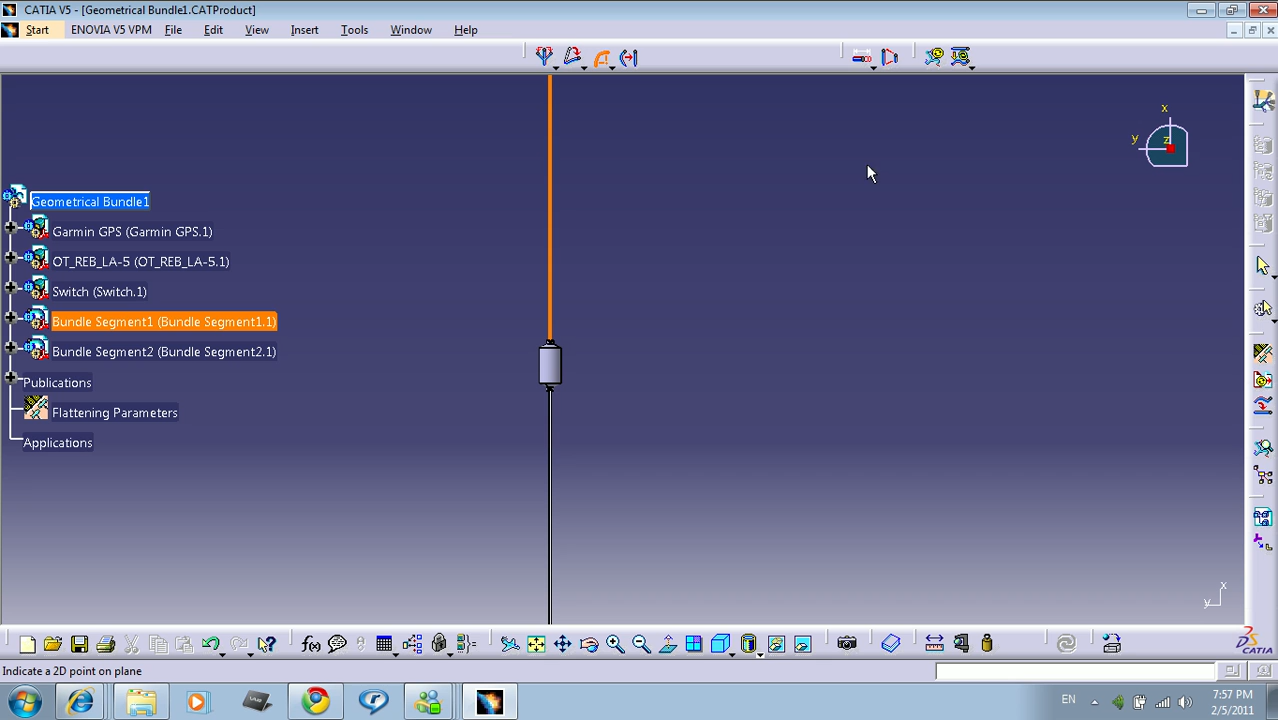 CATIA V5 - [Geometrical Bundle1.CATProduct]
Start ENOVIA V5 VPM File Edit View Insert Tools Window Help
x
y z
Geometrical Bundle1
Garmin GPS (Garmin GPS.1)
OT_REB_LA-5 (OT_REB_LA-5.1)
Switch (Switch.1)
Bundle Segment1 (Bundle Segment1.1)
Bundle Segment2 (Bundle Segment2.1)
Publications
Flattening Parameters
Applications
x
y
f(x)
CATIA
Indicate a 2D point on plane
EN
7:57 PM
2/5/2011